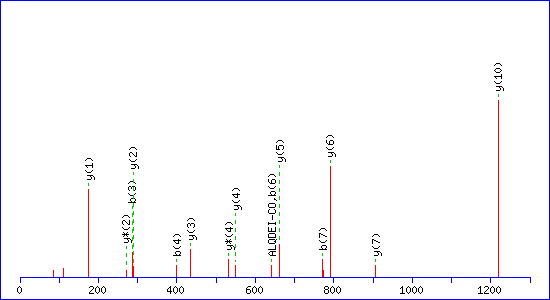 y(1)
y*(2)
b(3)
y(2)
b(4)
y(3)
y*(4)
y(4)
ALQDEI-CO,b(6)
y(5)
b(7)
y(6)
y(7)
y(10)
0 200 400 600 800 1000 1200